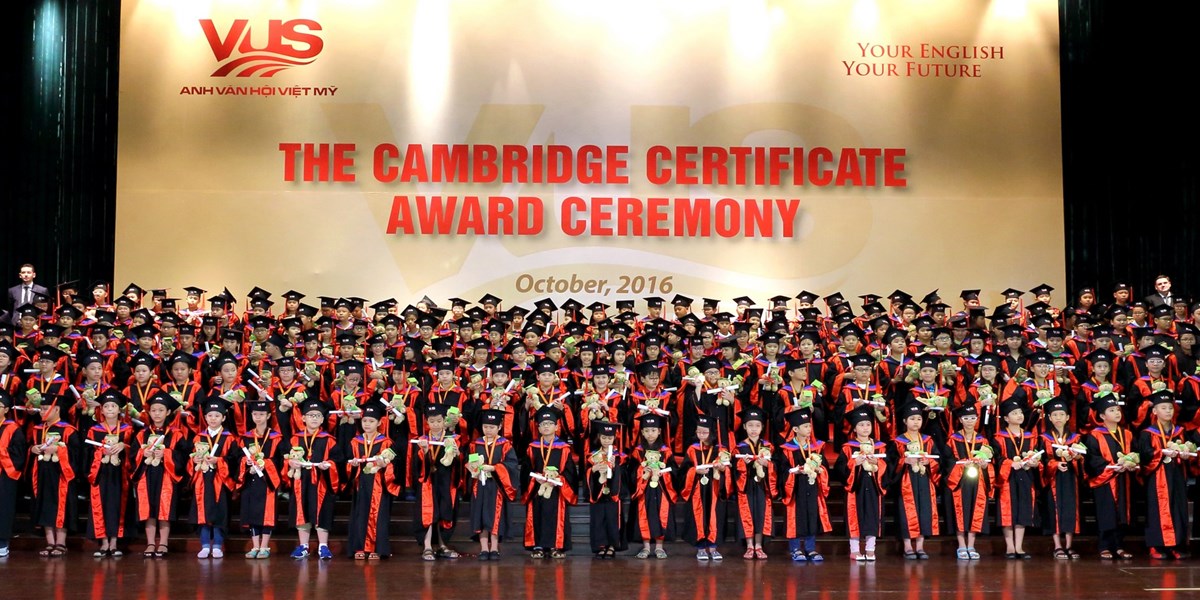 VUS
ANH VĂN HỘI VIỆT MỸ
YOUR ENGLISH
YOUR FUTURE
THE CAMBRIDGE CERTIFICATE
AWARD CEREMONY
October, 2016